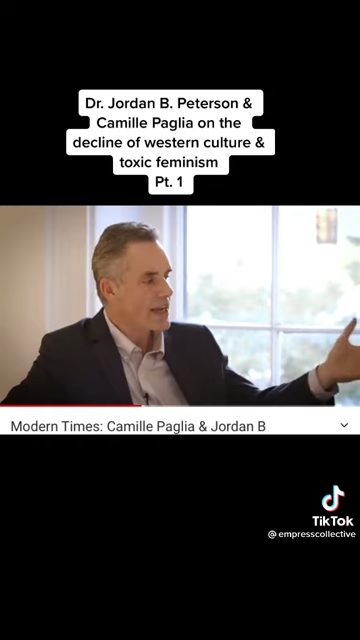 Dr. Jordan B. Peterson &
Camille Paglia on the
decline of western culture &
toxic feminism
Pt. 1
Modern Times: Camille Paglia & Jordan B
TikTok
@empresscollective